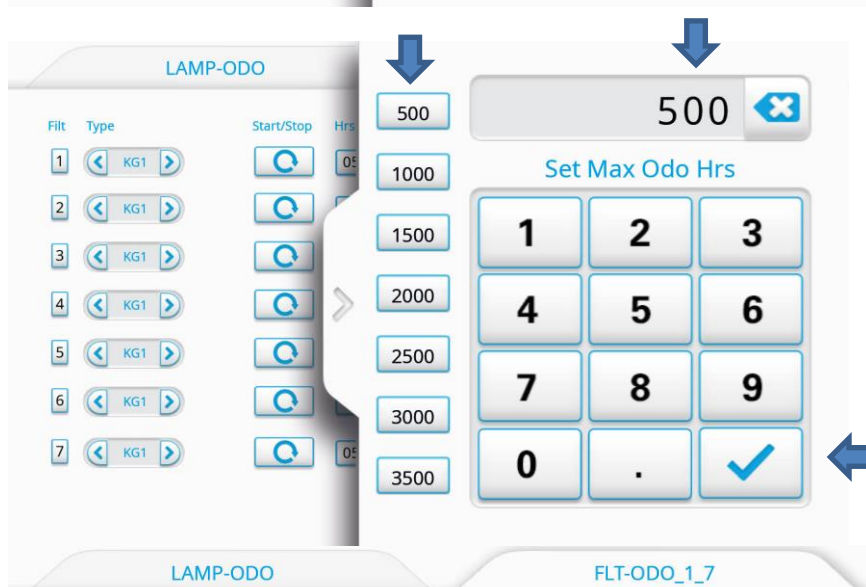 LAMP-ODO
Filt Type Start/Stop Hrs
1 KG1
2 KG1
3 KG1
4 KG1
5 KG1
6 KG1
7 KG1
500
1000
1500
2000
2500
3000
3500
500
Set Max Odo Hrs
1 2 3
4 5 6
7 8 9
0 .
LAMP-ODO FLT-ODO_1_7